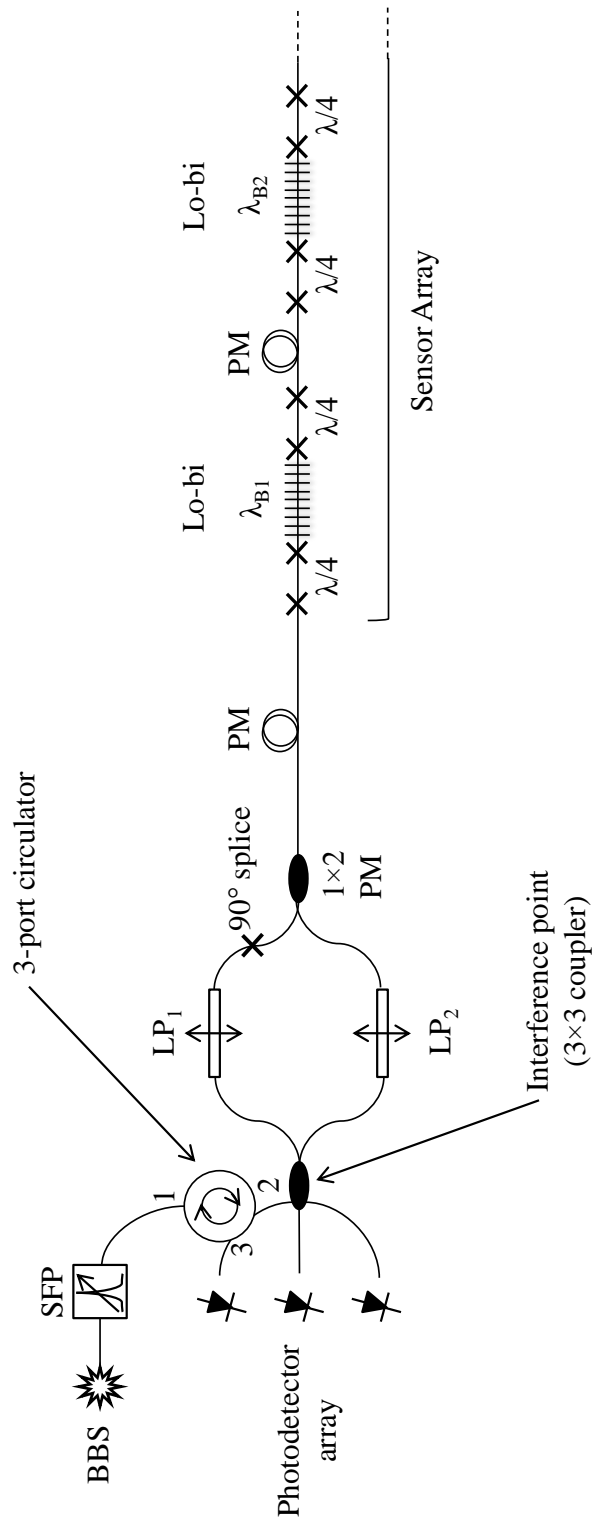 3-port circulator
BBS
SFP
1
2
3
LP₁
90° splice
1×2
PM
LP₂
PM
Lo-bi
λB1
λ/4
λ/4
PM
Lo-bi
λB2
λ/4
λ/4
Photodetector
array
Interference point
(3×3 coupler)
Sensor Array